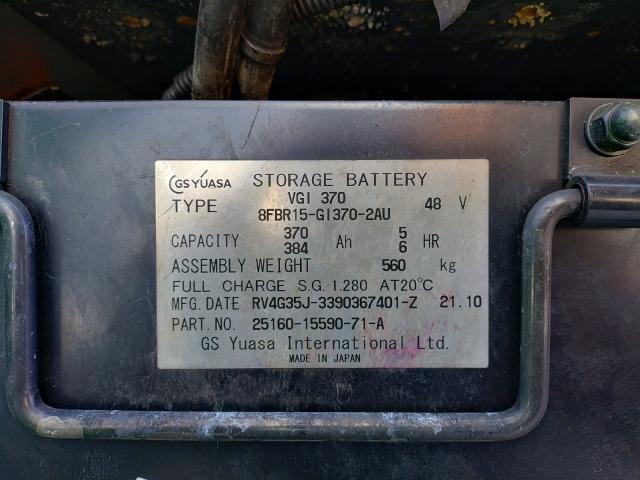 GS YUASA STORAGE BATTERY
TYPE VGI 370 48 V
8FBR15-GI370-2AU
CAPACITY 370 Ah 5 HR
384 6
ASSEMBLY WEIGHT 560 kg
FULL CHARGE S.G. 1.280 AT20°C
MFG. DATE RV4G35J-3390367401-Z 21.10
PART. NO. 25160-15590-71-A
GS Yuasa International Ltd.
MADE IN JAPAN